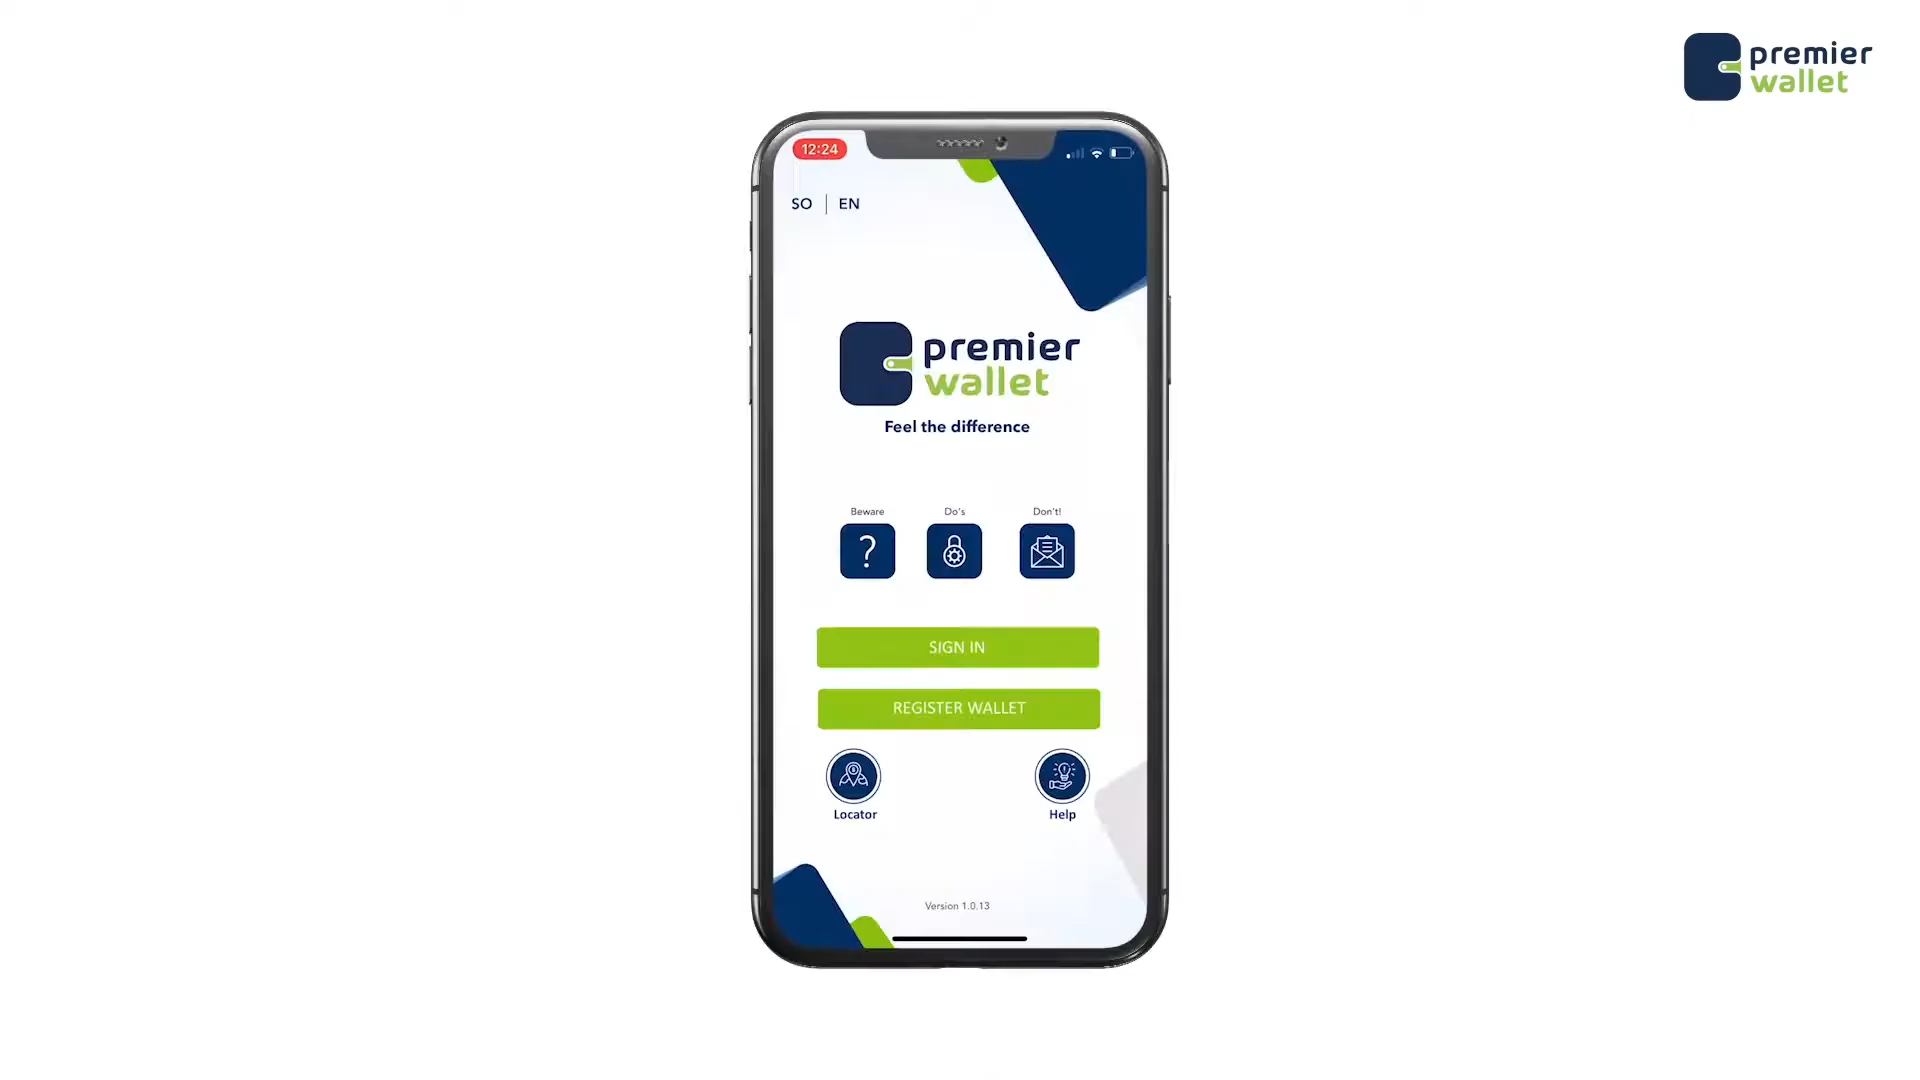 premier
wallet
12:24
SO | EN
premier
wallet
Feel the difference
Beware
Do's
Don't!
SIGN IN
REGISTER WALLET
Locator
Help
Version 1.0.13